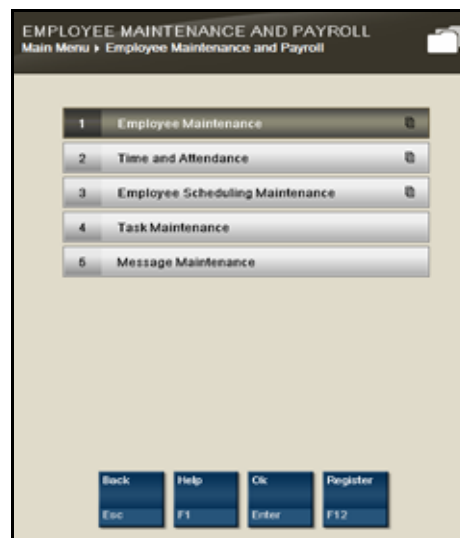 EMPLOYEE MAINTENANCE AND PAYROLL
Main Menu ▸ Employee Maintenance and Payroll
1 Employee Maintenance
2 Time and Attendance
3 Employee Scheduling Maintenance
4 Task Maintenance
5 Message Maintenance
Back Help Ok Register
Esc F1 Enter F12